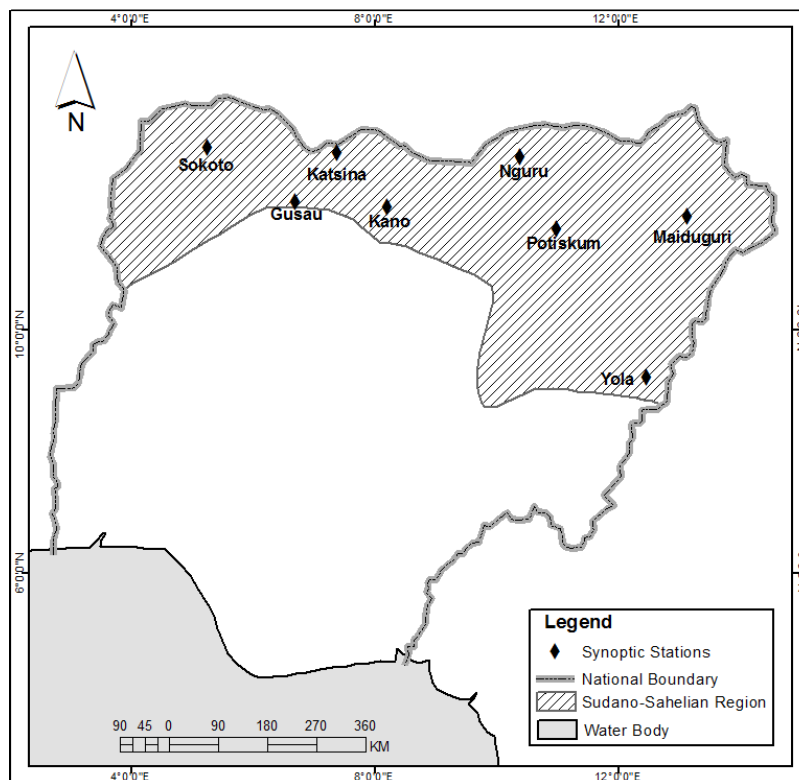 4°0'0"E 8°0'0"E 12°0'0"E
N
Sokoto
Katsina
Nguru
Gusau
Kano
Potiskum
Maiduguri
10°0'0"N
Yola
6°0'0"N
Legend
Synoptic Stations
National Boundary
Sudano-Sahelian Region
Water Body
90 45 0 90 180 270 360
KM
4°0'0"E 8°0'0"E 12°0'0"E